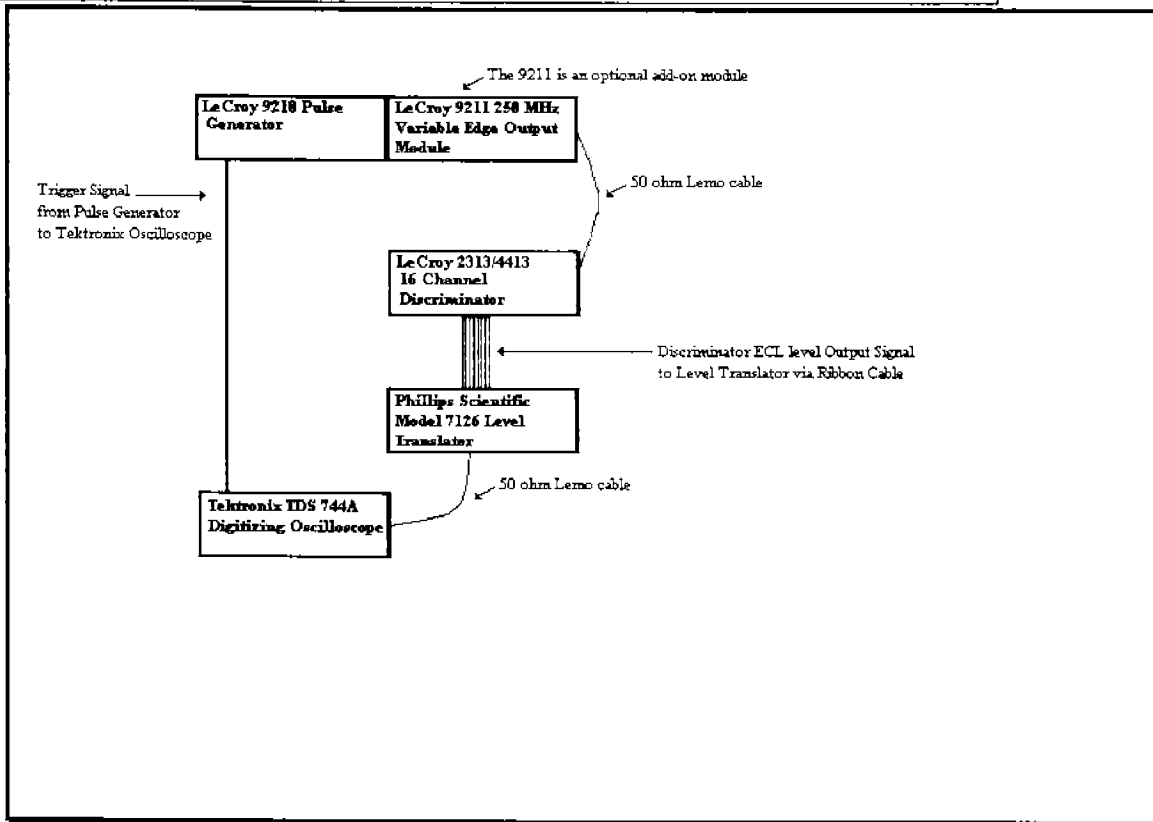 The 9211 is an optional add-on module
LeCroy 9210 Pulse
Generator
LeCroy 9211 250 MHz
Variable Edge Output
Module
Trigger Signal
from Pulse Generator
to Tektronix Oscilloscope
50 ohm Lemo cable
LeCroy 2313/4413
16 Channel
Discriminator
Discriminator ECL level Output Signal
to Level Translator via Ribbon Cable
Phillips Scientific
Model 7126 Level
Translator
50 ohm Lemo cable
Tektronix TDS 744A
Digitizing Oscilloscope